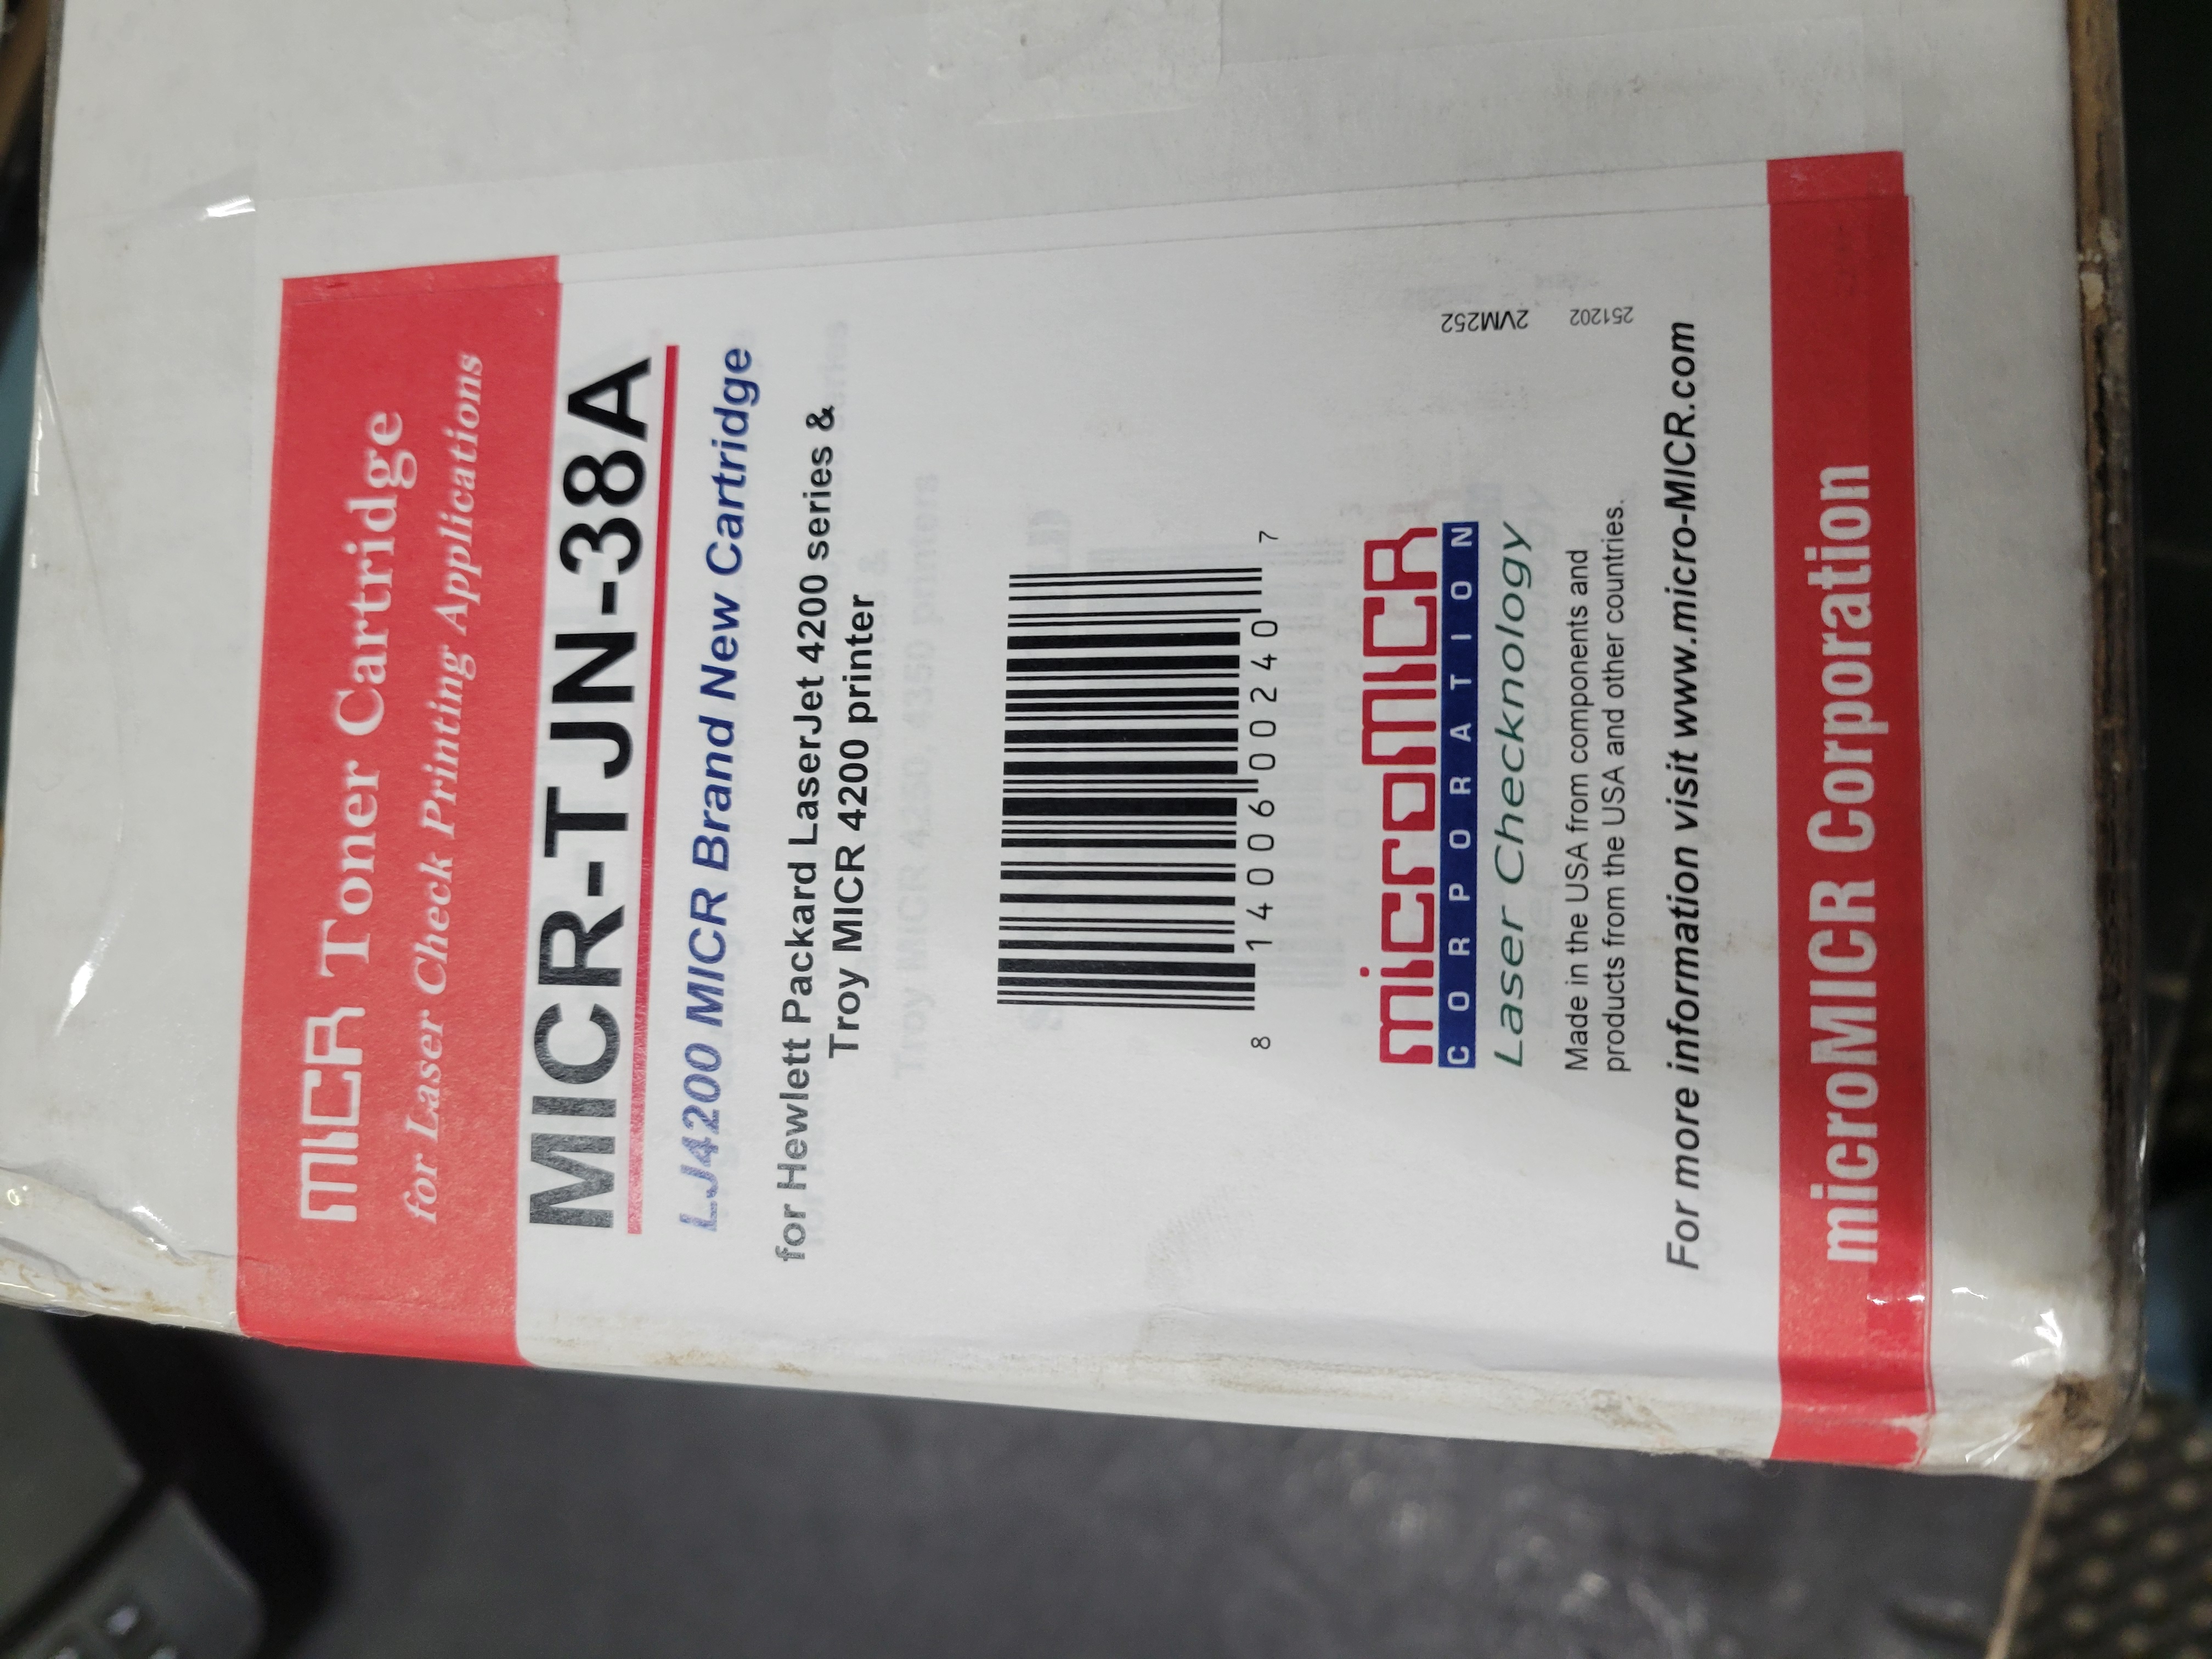 MICR Toner Cartridge
for Laser Check Printing Applications
MICR-TJN-38A
LJ4200 MICR Brand New Cartridge
for Hewlett Packard LaserJet 4200 series &
Troy MICR 4200 printer
8 14006 00240 7
microMICR
CORPORATION
Laser Checknology
Made in the USA from components and
products from the USA and other countries.
2VM252
251202
For more information visit www.micro-MICR.com
microMICR Corporation